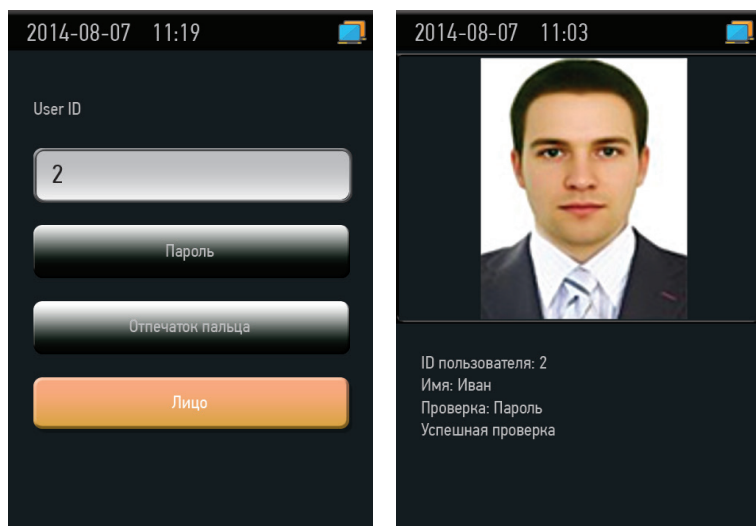 2014-08-07 11:19
User ID
2
Пароль
Отпечаток пальца
Лицо
2014-08-07 11:03
ID пользователя: 2
Имя: Иван
Проверка: Пароль
Успешная проверка